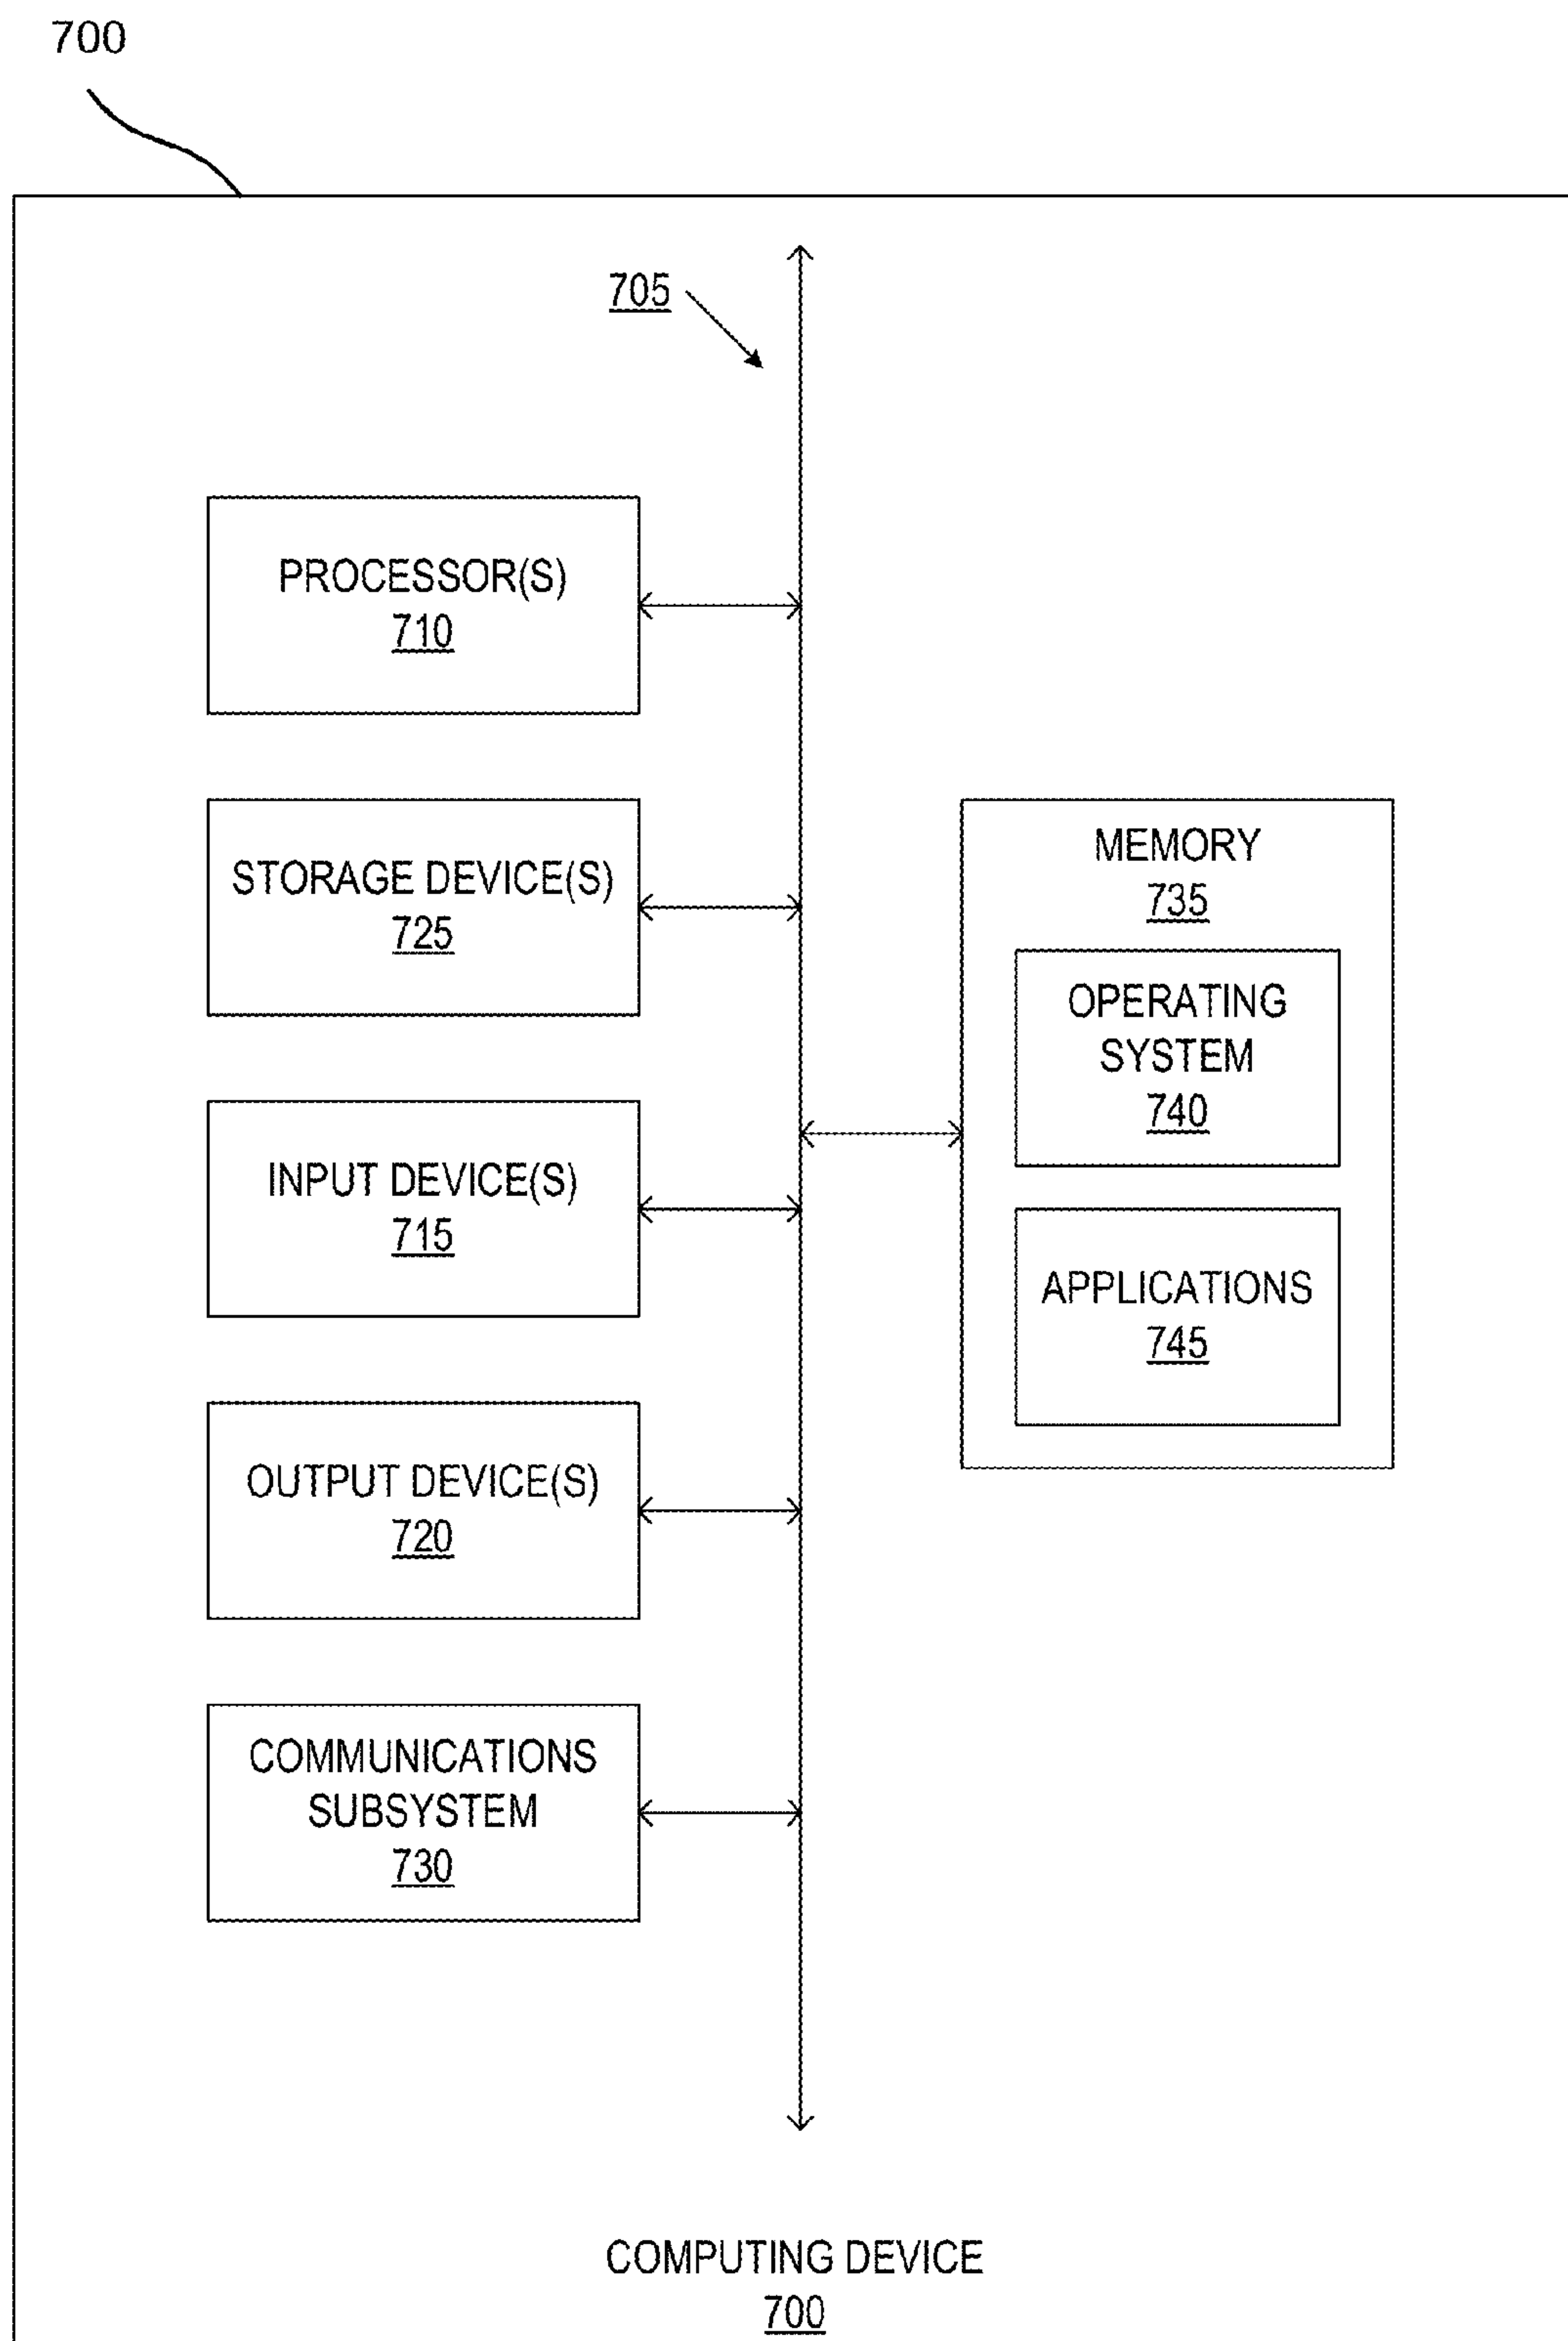 700
705
PROCESSOR(S)
710
STORAGE DEVICE(S)
725
INPUT DEVICE(S)
715
OUTPUT DEVICE(S)
720
COMMUNICATIONS
SUBSYSTEM
730
MEMORY
735
OPERATING
SYSTEM
740
APPLICATIONS
745
COMPUTING DEVICE
700